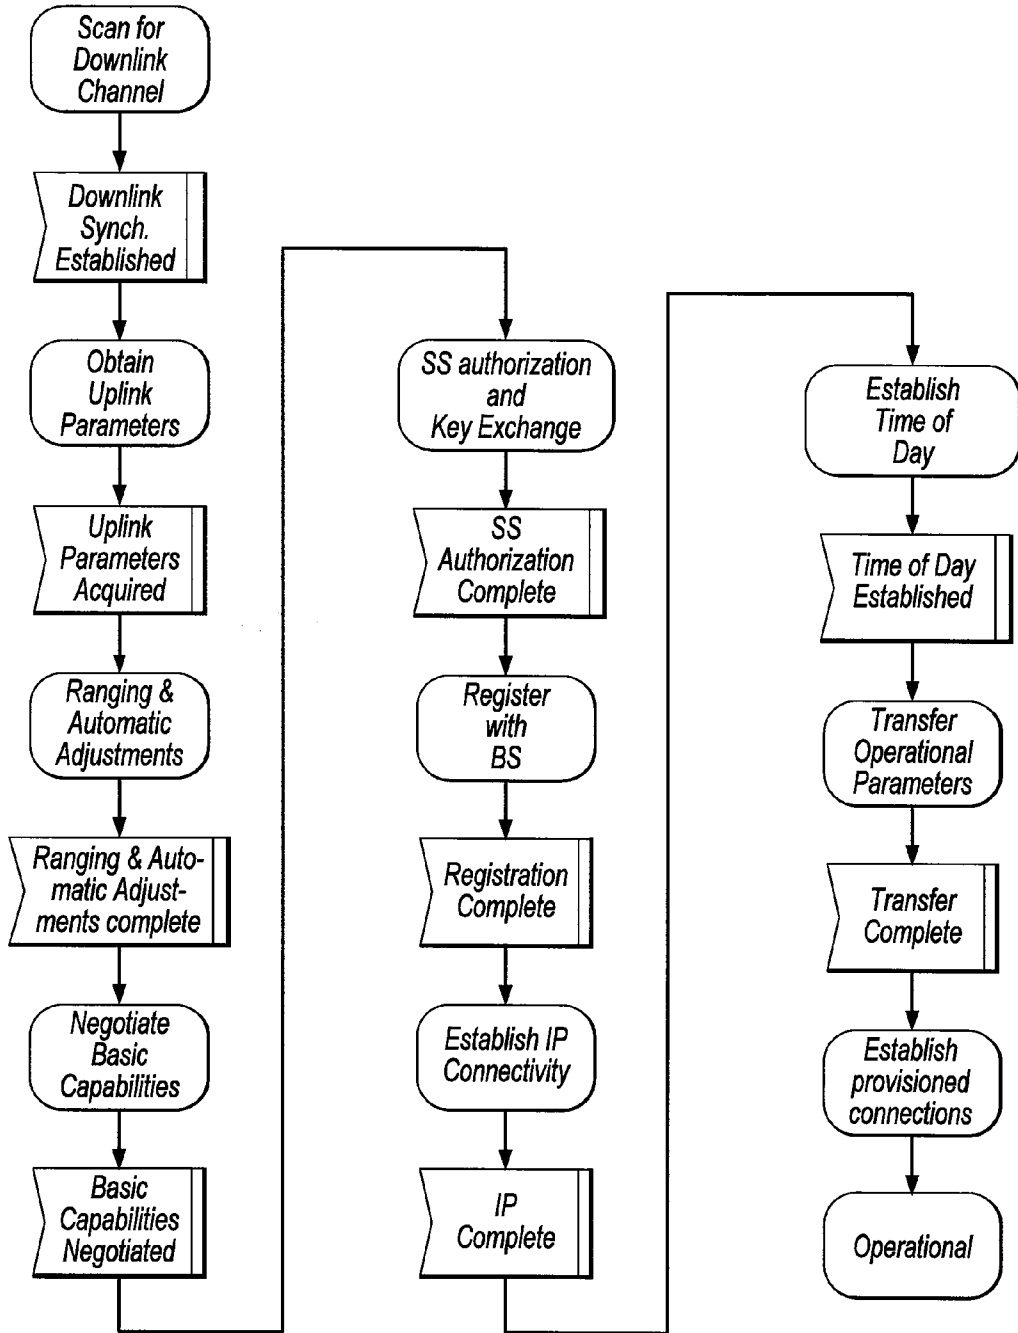 Scan for
Downlink
Channel
Downlink
Synch.
Established
Obtain
Uplink
Parameters
Uplink
Parameters
Acquired
Ranging &
Automatic
Adjustments
Ranging & Auto-
matic Adjust-
ments complete
Negotiate
Basic
Capabilities
Basic
Capabilities
Negotiated
SS authorization
and
Key Exchange
SS
Authorization
Complete
Register
with
BS
Registration
Complete
Establish IP
Connectivity
IP
Complete
Establish
Time of
Day
Time of Day
Established
Transfer
Operational
Parameters
Transfer
Complete
Establish
provisioned
connections
Operational